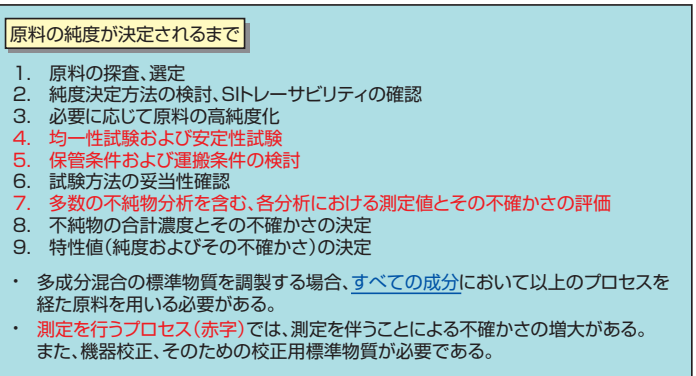 原料の純度が決定されるまで
1. 原料の探査、選定
2. 純度決定方法の検討、SIトレーサビリティの確認
3. 必要に応じて原料の高純度化
4. 均一性試験および安定性試験
5. 保管条件および運搬条件の検討
6. 試験方法の妥当性確認
7. 多数の不純物分析を含む、各分析における測定値とその不確かさの評価
8. 不純物の合計濃度とその不確かさの決定
9. 特性値（純度およびその不確かさ）の決定
・ 多成分混合の標準物質を調製する場合、すべての成分において以上のプロセスを
経た原料を用いる必要がある。
・ 測定を行うプロセス（赤字）では、測定を伴うことによる不確かさの増大がある。
また、機器校正、そのための校正用標準物質が必要である。